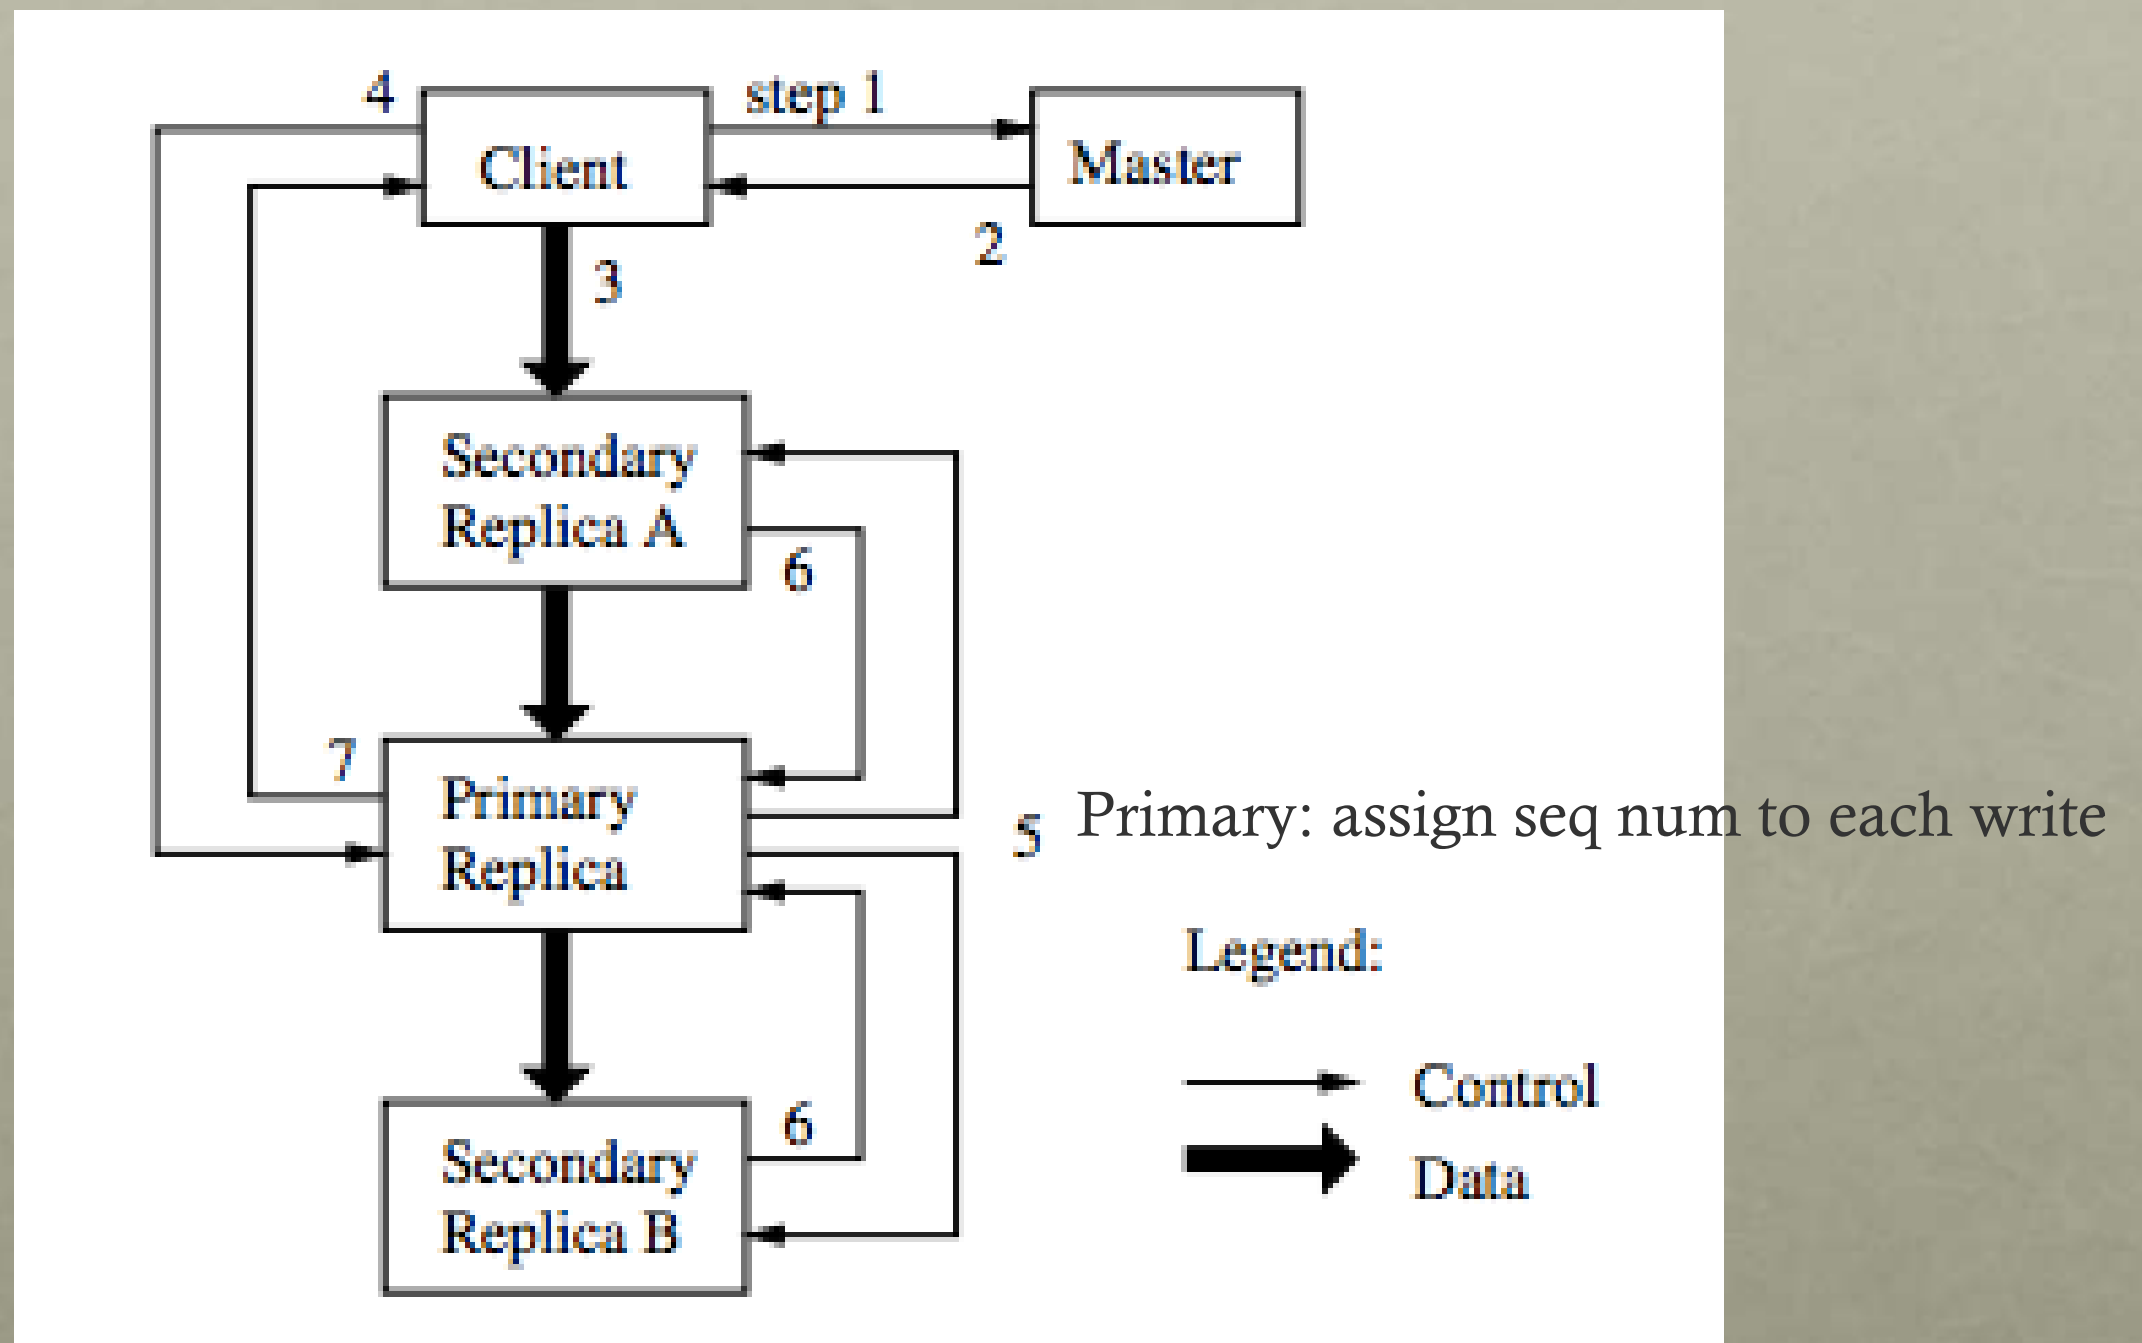 4
step 1
Client
Master
2
3
Secondary
Replica A
6
7
Primary
Replica
5
Primary: assign seq num to each write
Legend:
Control
Data
6
Secondary
Replica B